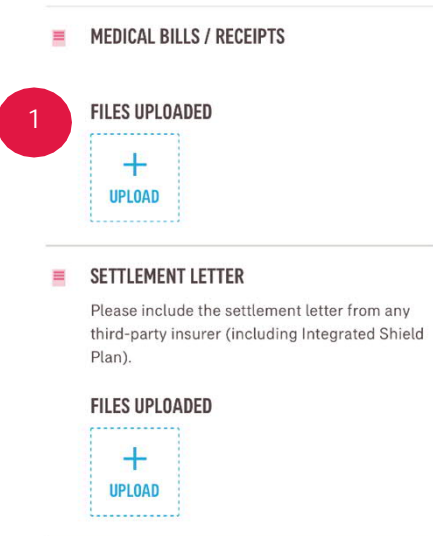 MEDICAL BILLS / RECEIPTS
1
FILES UPLOADED
UPLOAD
SETTLEMENT LETTER
Please include the settlement letter from any
third-party insurer (including Integrated Shield
Plan).
FILES UPLOADED
UPLOAD